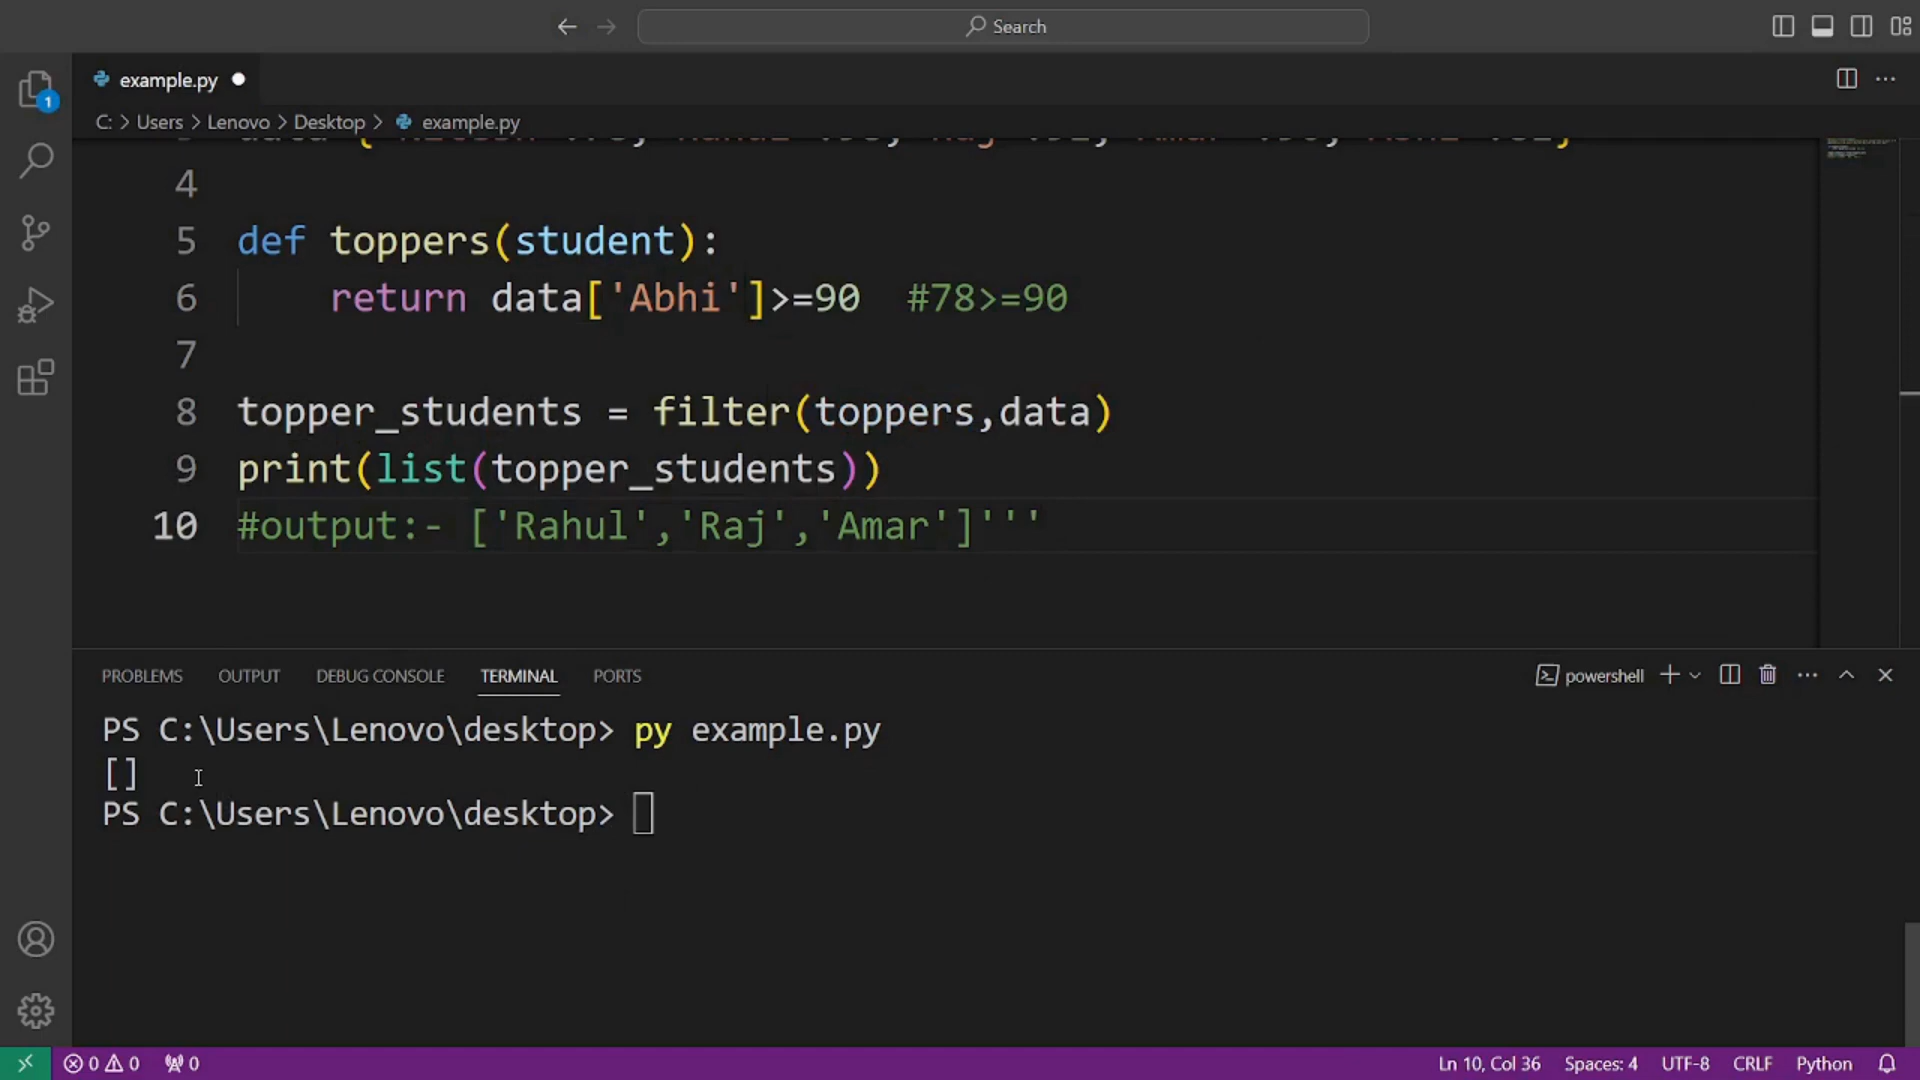 Search
example.py
C: > Users > Lenovo > Desktop > example.py
4
5 def toppers(student):
6 return data['Abhi']>=90 #78>=90
7
8 topper_students = filter(toppers,data)
9 print(list(topper_students))
10 #output:- ['Rahul','Raj','Amar']'''
PROBLEMS OUTPUT DEBUG CONSOLE TERMINAL PORTS powershell
PS C:\Users\Lenovo\desktop> py example.py
[]
PS C:\Users\Lenovo\desktop>
0 0 0 Ln 10, Col 36 Spaces: 4 UTF-8 CRLF Python
1